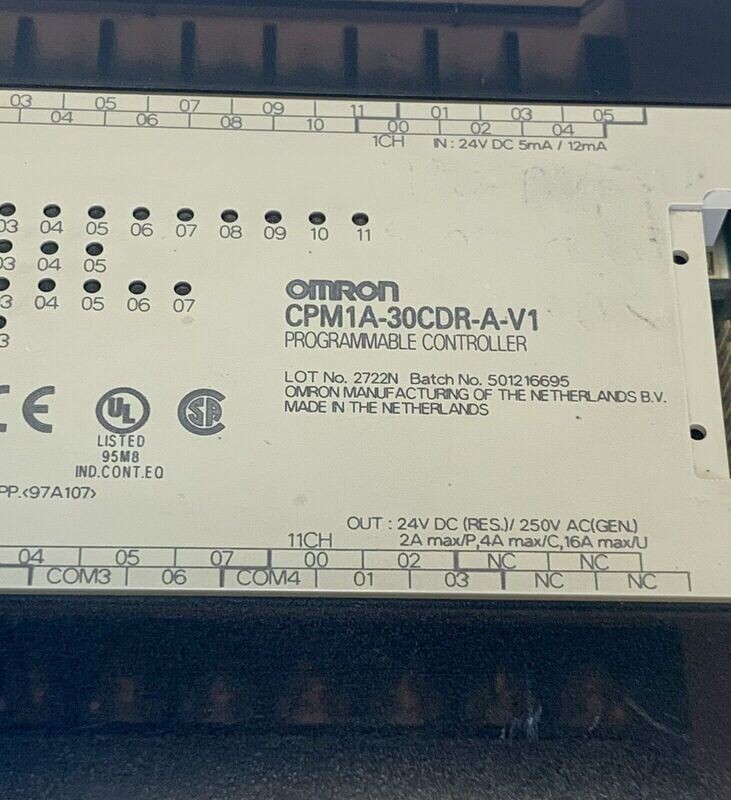 03 05 07 09 11 01 03 05
04 06 08 10 00 02 04
1CH IN : 24V DC 5mA / 12mA
03 04 05 06 07 08 09 10 11
03 04 05
3 04 05 06 07
3
OMRON
CPM1A-30CDR-A-V1
PROGRAMMABLE CONTROLLER
LOT No. 2722N Batch No. 501216695
OMRON MANUFACTURING OF THE NETHERLANDS B.V.
MADE IN THE NETHERLANDS
CE UL SA
LISTED
95M8
IND.CONT.EQ
PP.<97A107>
OUT : 24V DC (RES.)/ 250V AC(GEN.)
11CH 2A max/P,4A max/C,16A max/U
04 05 07 00 02 NC NC
COM3 06 COM4 01 03 NC NC